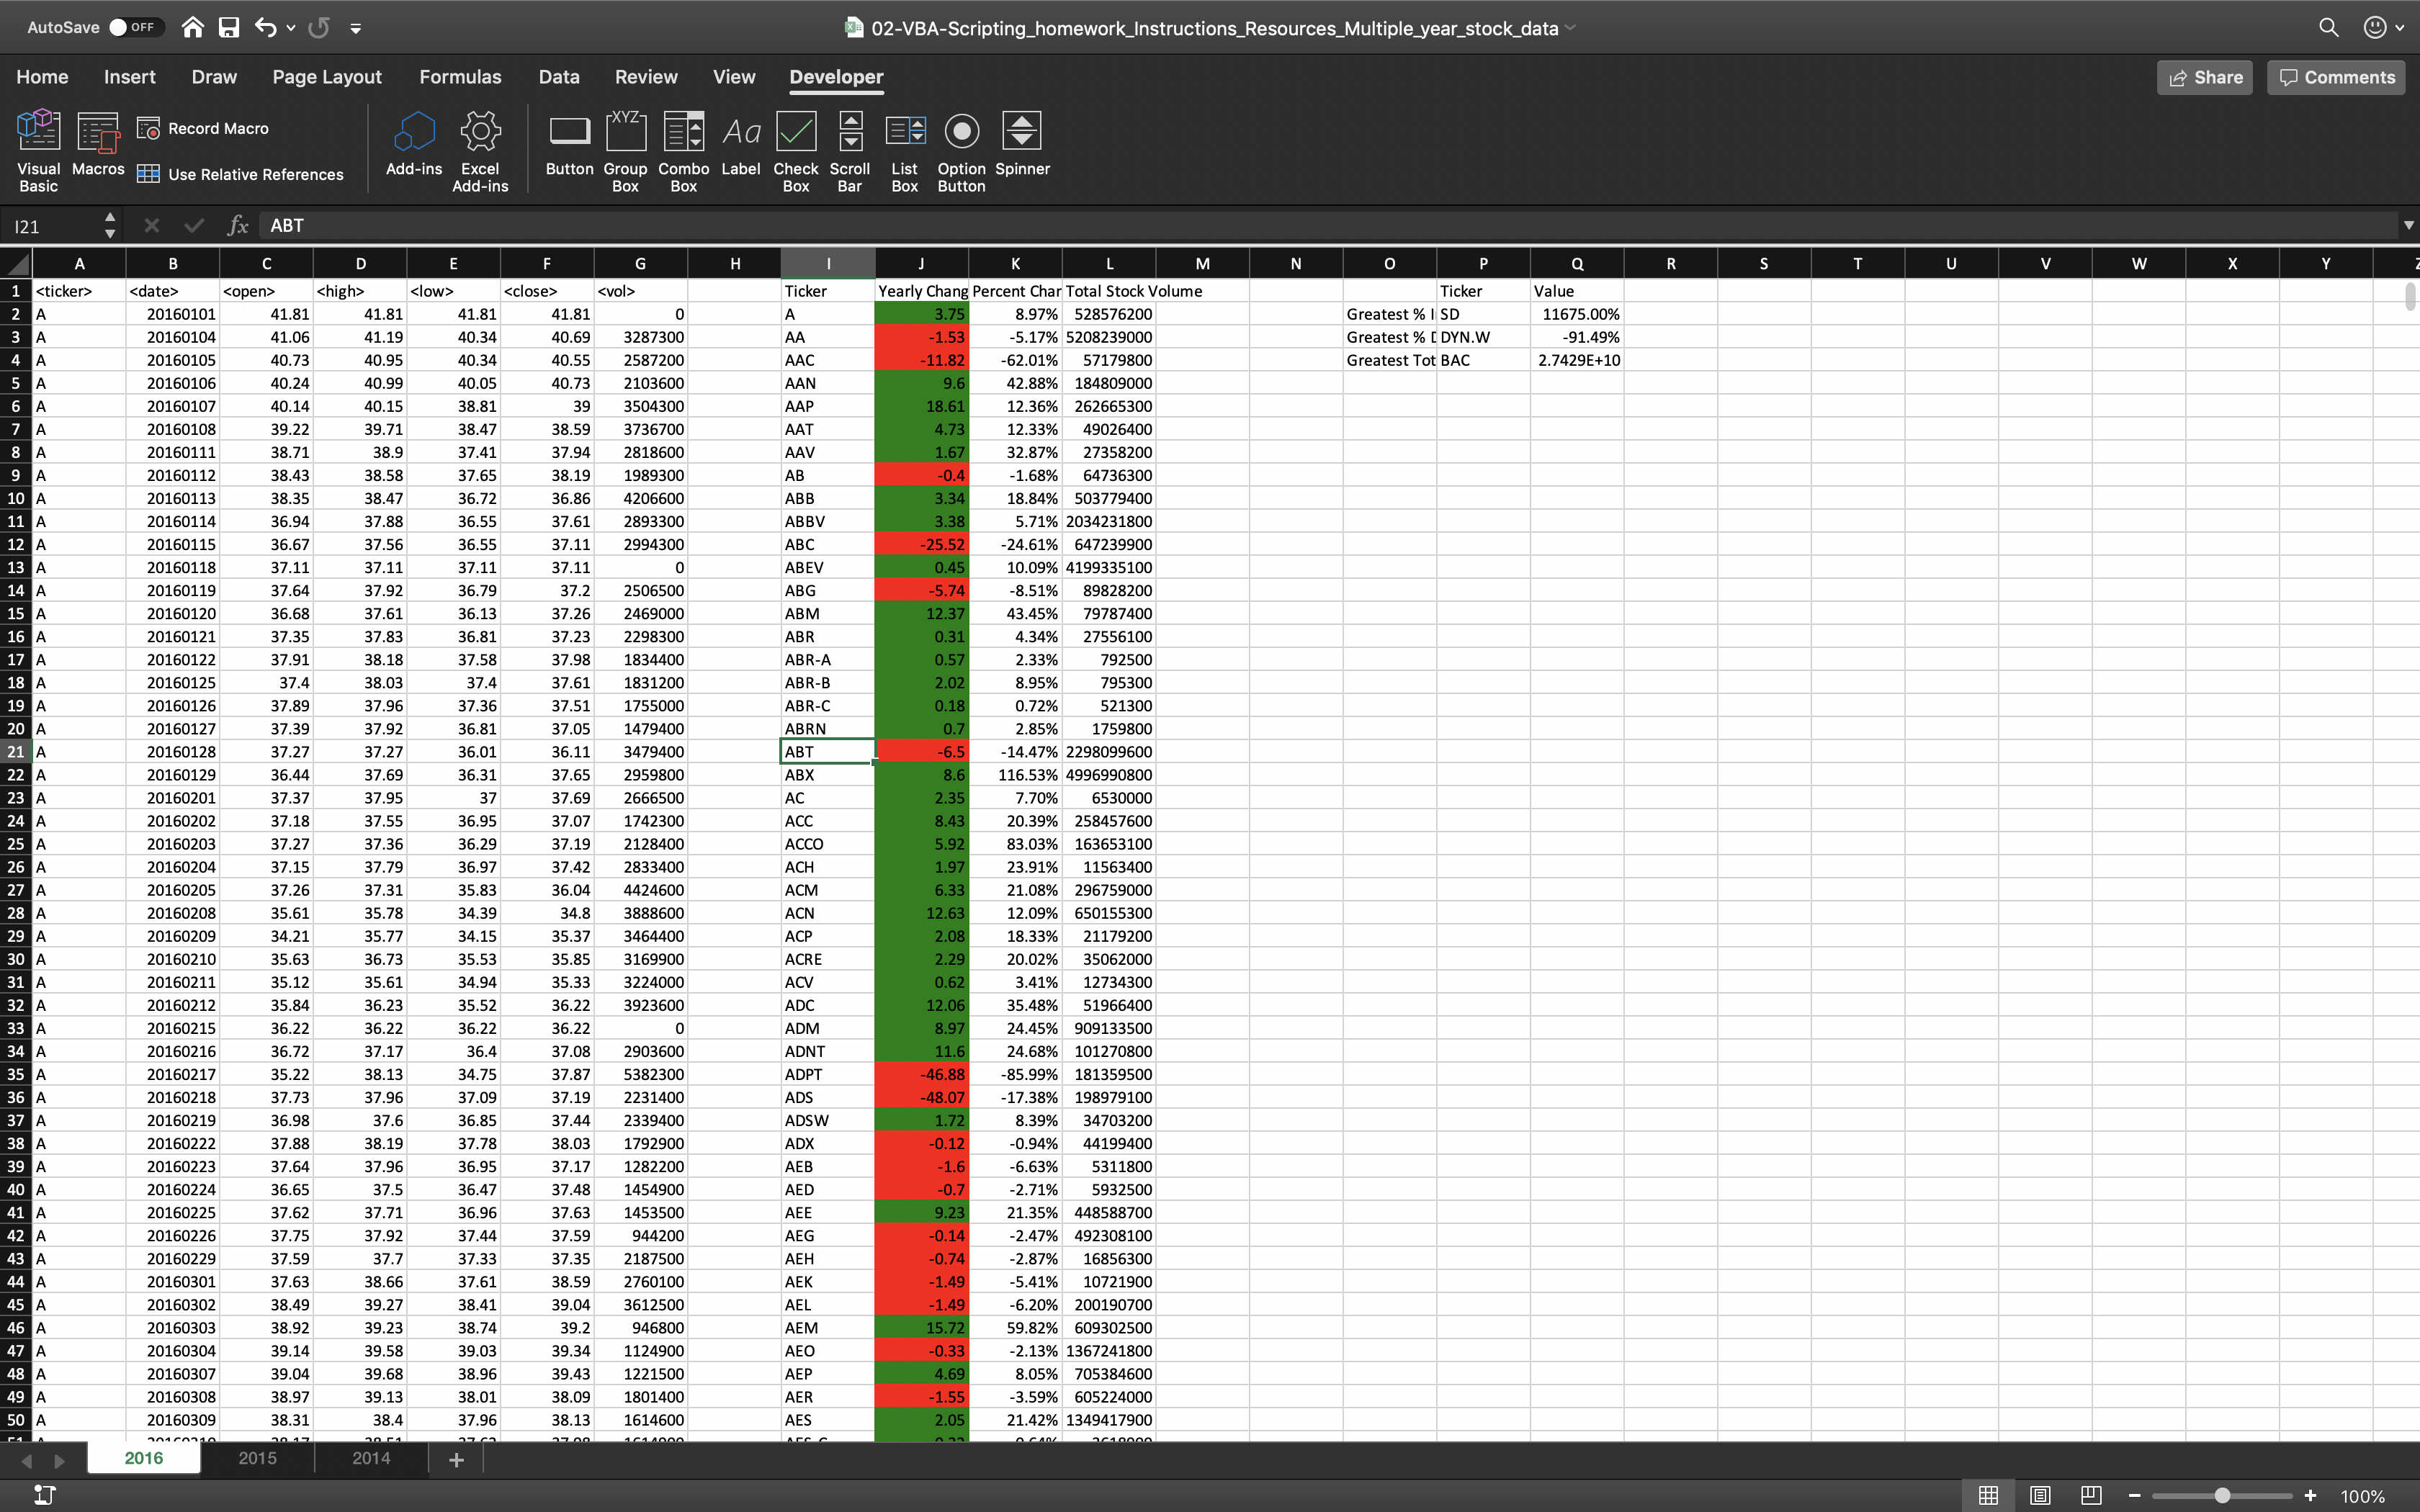 AutoSave OFF 02-VBA-Scripting_homework_Instructions_Resources_Multiple_year_stock_data
Home Insert Draw Page Layout Formulas Data Review View Developer Share Comments
Visual Basic Macros Record Macro Use Relative References Add-ins Excel Add-ins Button XYZ Group Box Combo Box Aa Label Check Box Scroll Bar List Box Option Button Spinner
I21 fx ABT
A B C D E F G H I J K L M N O P Q R S T U V W X Y
1 <ticker> <date> <open> <high> <low> <close> <vol> Ticker Yearly Chang Percent Char Total Stock Volume Ticker Value
2 A 20160101 41.81 41.81 41.81 41.81 0 A 3.75 8.97% 528576200 Greatest % I SD 11675.00%
3 A 20160104 41.06 41.19 40.34 40.69 3287300 AA -1.53 -5.17% 5208239000 Greatest % D DYN.W -91.49%
4 A 20160105 40.73 40.95 40.34 40.55 2587200 AAC -11.82 -62.01% 57179800 Greatest Tot BAC 2.7429E+10
5 A 20160106 40.24 40.99 40.05 40.73 2103600 AAN 9.6 42.88% 184809000
6 A 20160107 40.14 40.15 38.81 39 3504300 AAP 18.61 12.36% 262665300
7 A 20160108 39.22 39.71 38.47 38.59 3736700 AAT 4.73 12.33% 49026400
8 A 20160111 38.71 38.9 37.41 37.94 2818600 AAV 1.67 32.87% 27358200
9 A 20160112 38.43 38.58 37.65 38.19 1989300 AB -0.4 -1.68% 64736300
10 A 20160113 38.35 38.47 36.72 36.86 4206600 ABB 3.34 18.84% 503779400
11 A 20160114 36.94 37.88 36.55 37.61 2893300 ABBV 3.38 5.71% 2034231800
12 A 20160115 36.67 37.56 36.55 37.11 2994300 ABC -25.52 -24.61% 647239900
13 A 20160118 37.11 37.11 37.11 37.11 0 ABEV 0.45 10.09% 4199335100
14 A 20160119 37.64 37.92 36.79 37.2 2506500 ABG -5.74 -8.51% 89828200
15 A 20160120 36.68 37.61 36.13 37.26 2469000 ABM 12.37 43.45% 79787400
16 A 20160121 37.35 37.83 36.81 37.23 2298300 ABR 0.31 4.34% 27556100
17 A 20160122 37.91 38.18 37.58 37.98 1834400 ABR-A 0.57 2.33% 792500
18 A 20160125 37.4 38.03 37.4 37.61 1831200 ABR-B 2.02 8.95% 795300
19 A 20160126 37.89 37.96 37.36 37.51 1755000 ABR-C 0.18 0.72% 521300
20 A 20160127 37.39 37.92 36.81 37.05 1479400 ABRN 0.7 2.85% 1759800
21 A 20160128 37.27 37.27 36.01 36.11 3479400 ABT -6.5 -14.47% 2298099600
22 A 20160129 36.44 37.69 36.31 37.65 2959800 ABX 8.6 116.53% 4996990800
23 A 20160201 37.37 37.95 37 37.69 2666500 AC 2.35 7.70% 6530000
24 A 20160202 37.18 37.55 36.95 37.07 1742300 ACC 8.43 20.39% 258457600
25 A 20160203 37.27 37.36 36.29 37.19 2128400 ACCO 5.92 83.03% 163653100
26 A 20160204 37.15 37.79 36.97 37.42 2833400 ACH 1.97 23.91% 11563400
27 A 20160205 37.26 37.31 35.83 36.04 4424600 ACM 6.33 21.08% 296759000
28 A 20160208 35.61 35.78 34.39 34.8 3888600 ACN 12.63 12.09% 650155300
29 A 20160209 34.21 35.77 34.15 35.37 3464400 ACP 2.08 18.33% 21179200
30 A 20160210 35.63 36.73 35.53 35.85 3169900 ACRE 2.29 20.02% 35062000
31 A 20160211 35.12 35.61 34.94 35.33 3224000 ACV 0.62 3.41% 12734300
32 A 20160212 35.84 36.23 35.52 36.22 3923600 ADC 12.06 35.48% 51966400
33 A 20160215 36.22 36.22 36.22 36.22 0 ADM 8.97 24.45% 909133500
34 A 20160216 36.72 37.17 36.4 37.08 2903600 ADNT 11.6 24.68% 101270800
35 A 20160217 35.22 38.13 34.75 37.87 5382300 ADPT -46.88 -85.99% 181359500
36 A 20160218 37.73 37.96 37.09 37.19 2231400 ADS -48.07 -17.38% 198979100
37 A 20160219 36.98 37.6 36.85 37.44 2339400 ADSW 1.72 8.39% 34703200
38 A 20160222 37.88 38.19 37.78 38.03 1792900 ADX -0.12 -0.94% 44199400
39 A 20160223 37.64 37.96 36.95 37.17 1282200 AEB -1.6 -6.63% 5311800
40 A 20160224 36.65 37.5 36.47 37.48 1454900 AED -0.7 -2.71% 5932500
41 A 20160225 37.62 37.71 36.96 37.63 1453500 AEE 9.23 21.35% 448588700
42 A 20160226 37.75 37.92 37.44 37.59 944200 AEG -0.14 -2.47% 492308100
43 A 20160229 37.59 37.7 37.33 37.35 2187500 AEH -0.74 -2.87% 16856300
44 A 20160301 37.63 38.66 37.61 38.59 2760100 AEK -1.49 -5.41% 10721900
45 A 20160302 38.49 39.27 38.41 39.04 3612500 AEL -1.49 -6.20% 200190700
46 A 20160303 38.92 39.23 38.74 39.2 946800 AEM 15.72 59.82% 609302500
47 A 20160304 39.14 39.58 39.03 39.34 1124900 AEO -0.33 -2.13% 1367241800
48 A 20160307 39.04 39.68 38.96 39.43 1221500 AEP 4.69 8.05% 705384600
49 A 20160308 38.97 39.13 38.01 38.09 1801400 AER -1.55 -3.59% 605224000
50 A 20160309 38.31 38.4 37.96 38.13 1614600 AES 2.05 21.42% 1349417900
2016 2015 2014
100%